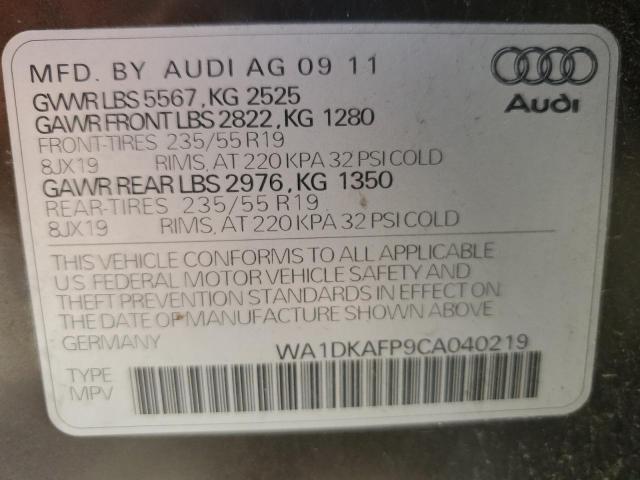 MFD. BY AUDI AG 09 11
GVWR LBS 5567, KG 2525
GAWR FRONT LBS 2822, KG 1280
FRONT-TIRES 235/55 R19
8JX19 RIMS, AT 220 KPA 32 PSI COLD
GAWR REAR LBS 2976, KG 1350
REAR-TIRES 235/55 R19
8JX19 RIMS, AT 220 KPA 32 PSI COLD
Audi
THIS VEHICLE CONFORMS TO ALL APPLICABLE
U.S FEDERAL MOTOR VEHICLE SAFETY AND
THEFT PREVENTION STANDARDS IN EFFECT ON
THE DATE OF MANUFACTURE SHOWN ABOVE
GERMANY WA1DKAFP9CA040219
TYPE
MPV